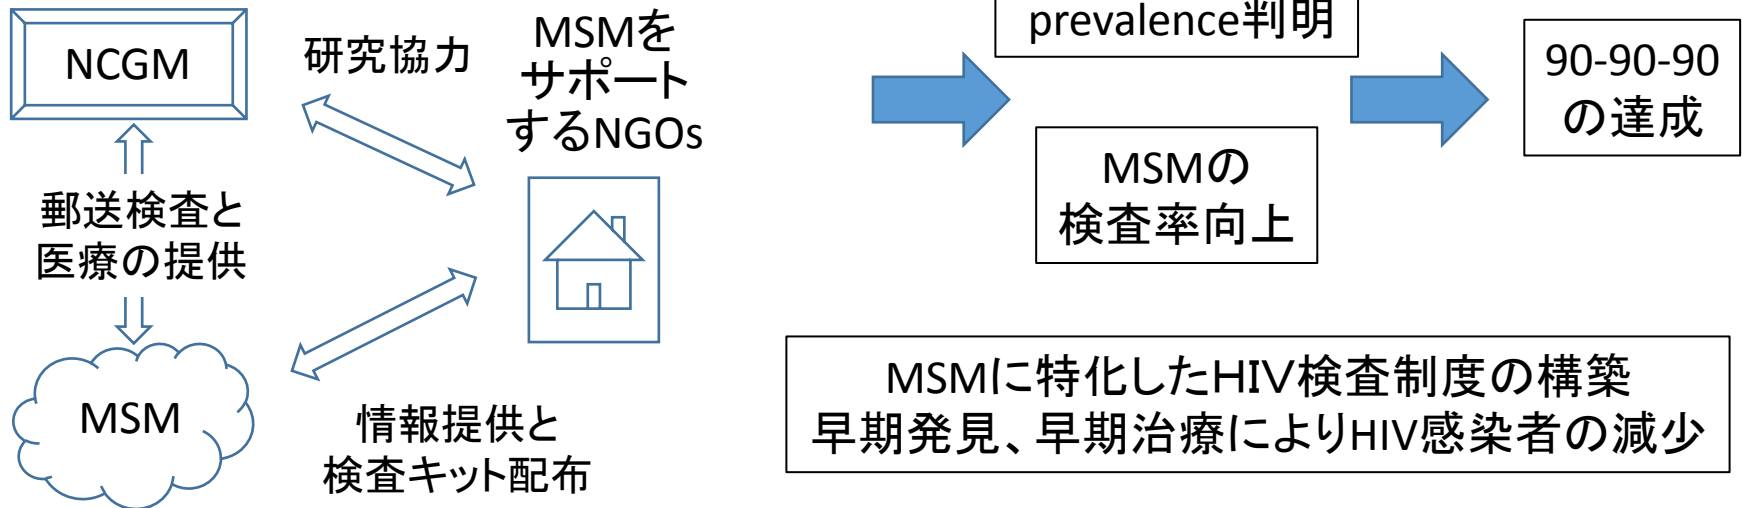 NCGM
研究協力
MSMを
サポート
するNGOs
郵送検査と
医療の提供
MSM
情報提供と
検査キット配布
prevalence判明
MSMの
検査率向上
90-90-90
の達成
MSMに特化したHIV検査制度の構築
早期発見、早期治療によりHIV感染者の減少